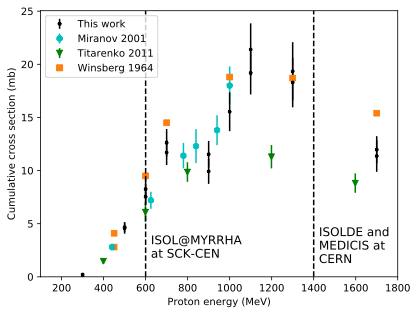 25
20
15
10
5
0
Cumulative cross section (mb)
This work
Miranov 2001
Titarenko 2011
Winsberg 1964
ISOL@MYRRHA
at SCK-CEN
ISOLDE and
MEDICIS at
CERN
200 400 600 800 1000 1200 1400 1600 1800
Proton energy (MeV)